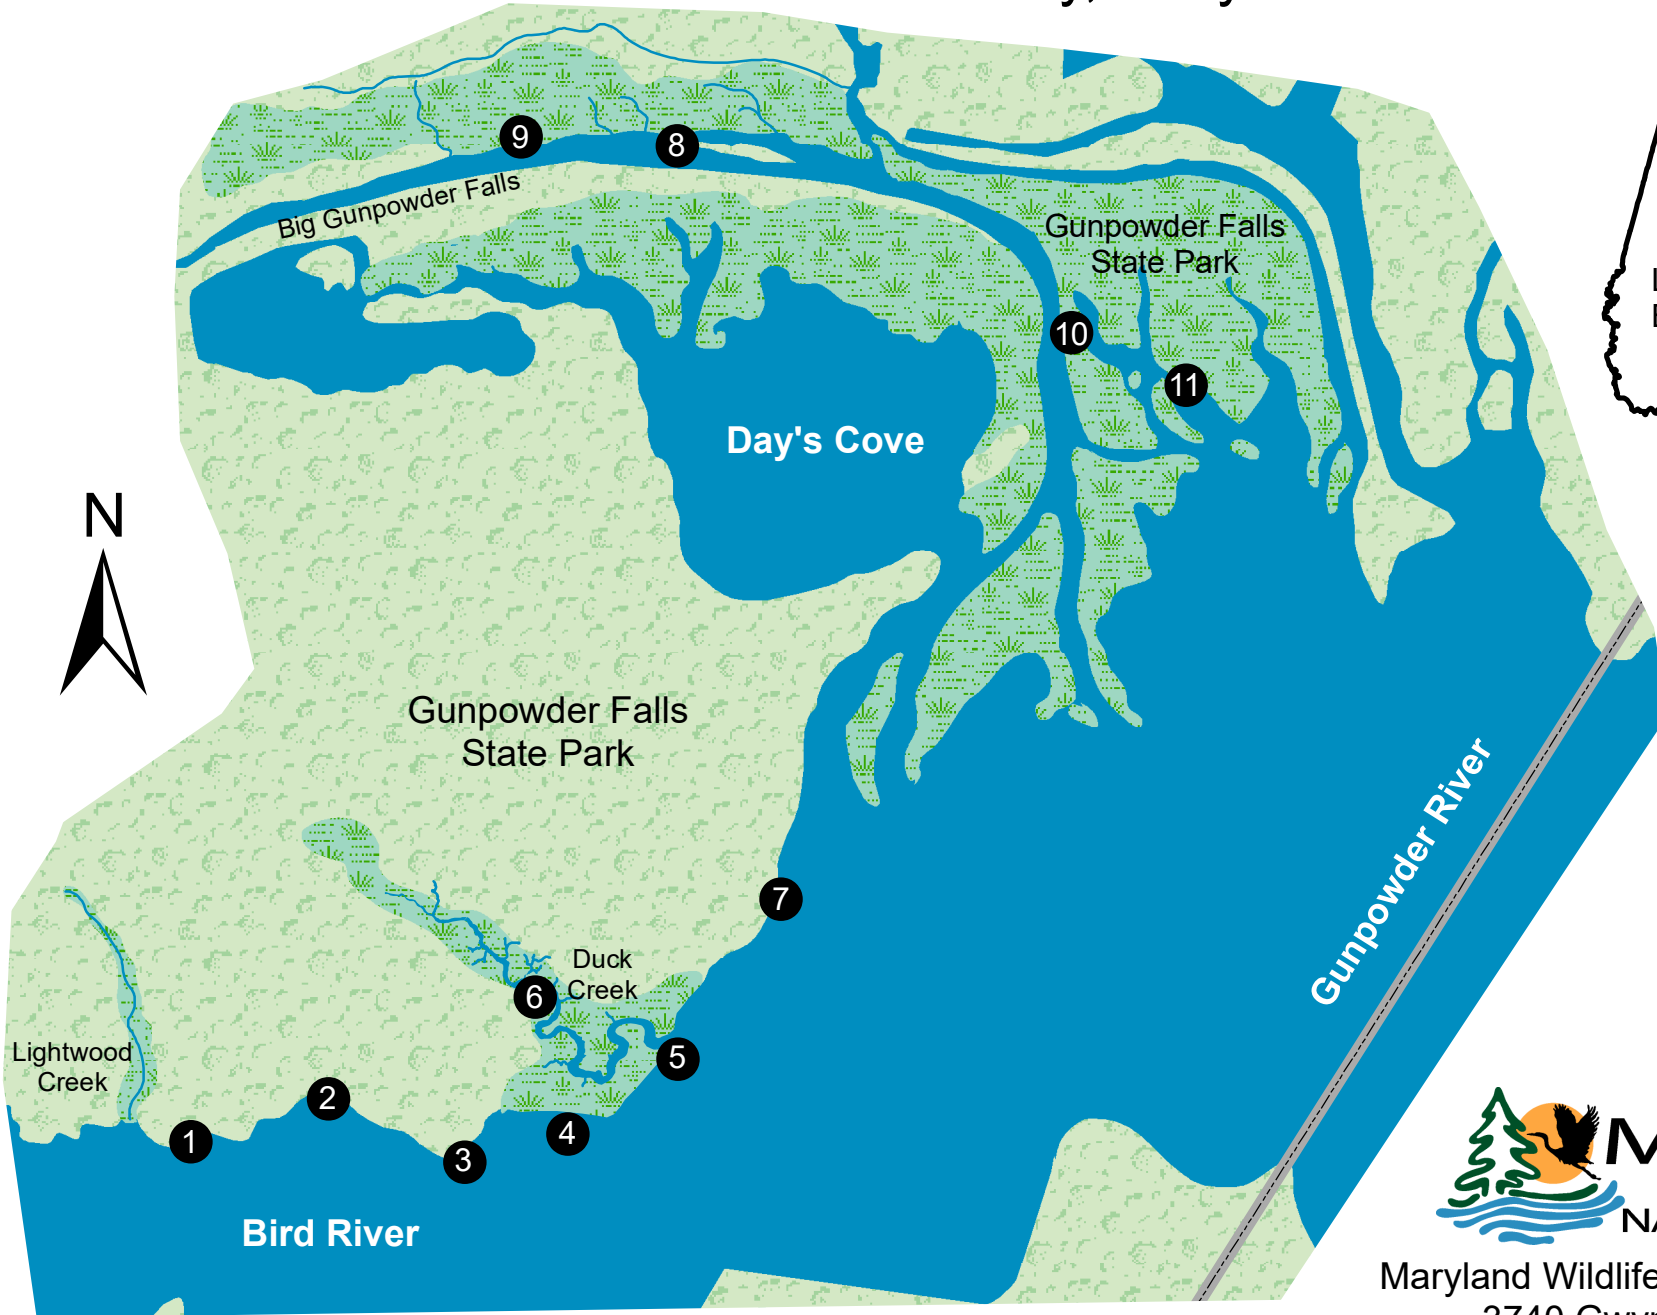 9
8
Big Gunpowder Falls
Gunpowder Falls
State Park
10
11
Day's Cove
N
Gunpowder Falls
State Park
Gunpowder River
7
Duck
Creek
6
5
Lightwood
Creek
2
1
3
4
Bird River
Maryland Wildlife